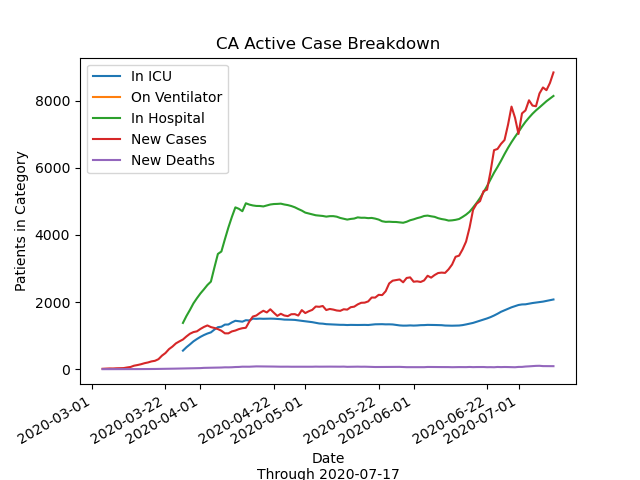 CA Active Case Breakdown
In ICU
On Ventilator
In Hospital
New Cases
New Deaths
Patients in Category
8000
6000
4000
2000
0
2020-03-01
2020-03-22
2020-04-01
2020-04-22
2020-05-01
2020-05-22
2020-06-01
2020-06-22
2020-07-01
Date
Through 2020-07-17